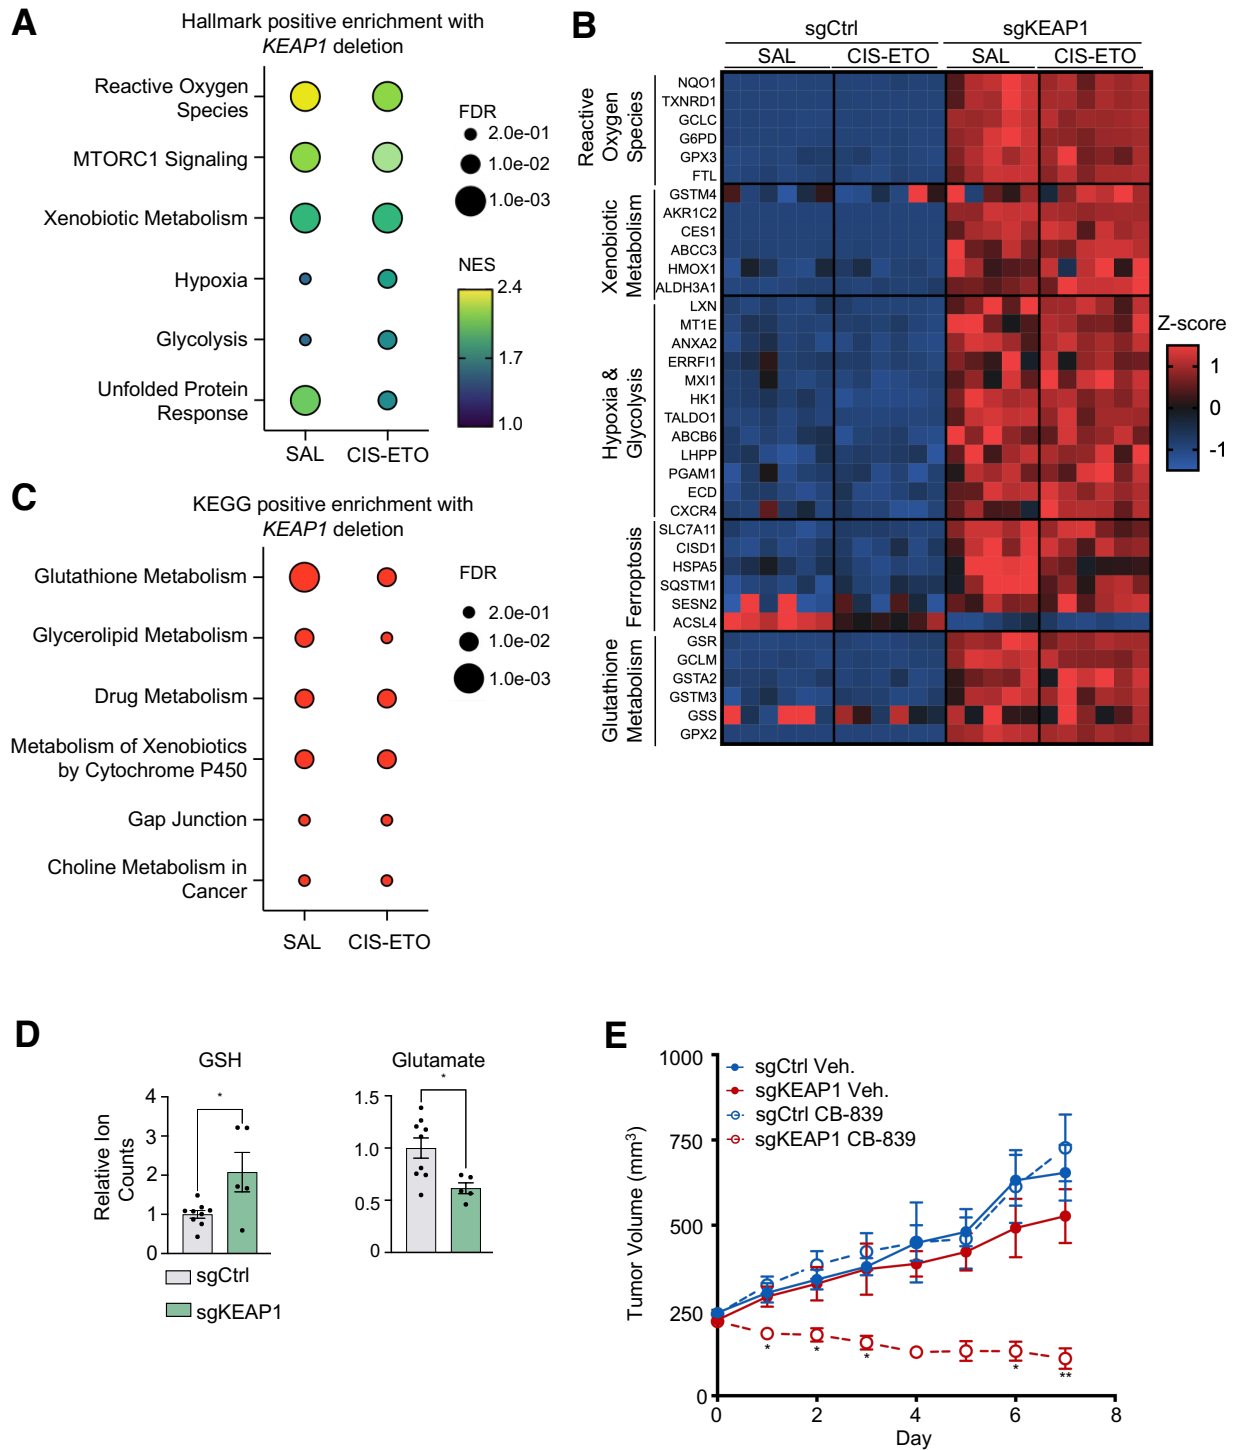 A
Hallmark positive enrichment with
KEAP1 deletion
Reactive Oxygen
Species
MTORC1 Signaling
Xenobiotic Metabolism
Hypoxia
Glycolysis
Unfolded Protein
Response
SAL
CIS-ETO
FDR
2.0e-01
1.0e-02
1.0e-03
NES
2.4
1.7
1.0
B
sgCtrl
sgKEAP1
SAL
CIS-ETO
SAL
CIS-ETO
Reactive
Oxygen
Species
NQO1
TXNRD1
GCLC
G6PD
GPX3
FTL
Xenobiotic
Metabolism
GSTM4
AKR1C2
CES1
ABCC3
HMOX1
ALDH3A1
Hypoxia &
Glycolysis
LXN
MT1E
ANXA2
ERRFI1
MXI1
HK1
TALDO1
ABCB6
LHPP
PGAM1
ECD
CXCR4
Ferroptosis
SLC7A11
CISD1
HSPA5
SQSTM1
SESN2
ACSL4
Glutathione
Metabolism
GSR
GCLM
GSTA2
GSTM3
GSS
GPX2
Z-score
1
0
-1
C
KEGG positive enrichment with
KEAP1 deletion
Glutathione Metabolism
Glycerolipid Metabolism
Drug Metabolism
Metabolism of Xenobiotics
by Cytochrome P450
Gap Junction
Choline Metabolism in
Cancer
SAL
CIS-ETO
FDR
2.0e-01
1.0e-02
1.0e-03
D
GSH
Relative Ion
Counts
4
3
2
1
0
*
Glutamate
1.5
1.0
0.5
0
*
sgCtrl
sgKEAP1
E
Tumor Volume (mm³)
1000
750
500
250
0
sgCtrl Veh.
sgKEAP1 Veh.
sgCtrl CB-839
sgKEAP1 CB-839
*
*
*
*
**
0
2
4
6
8
Day